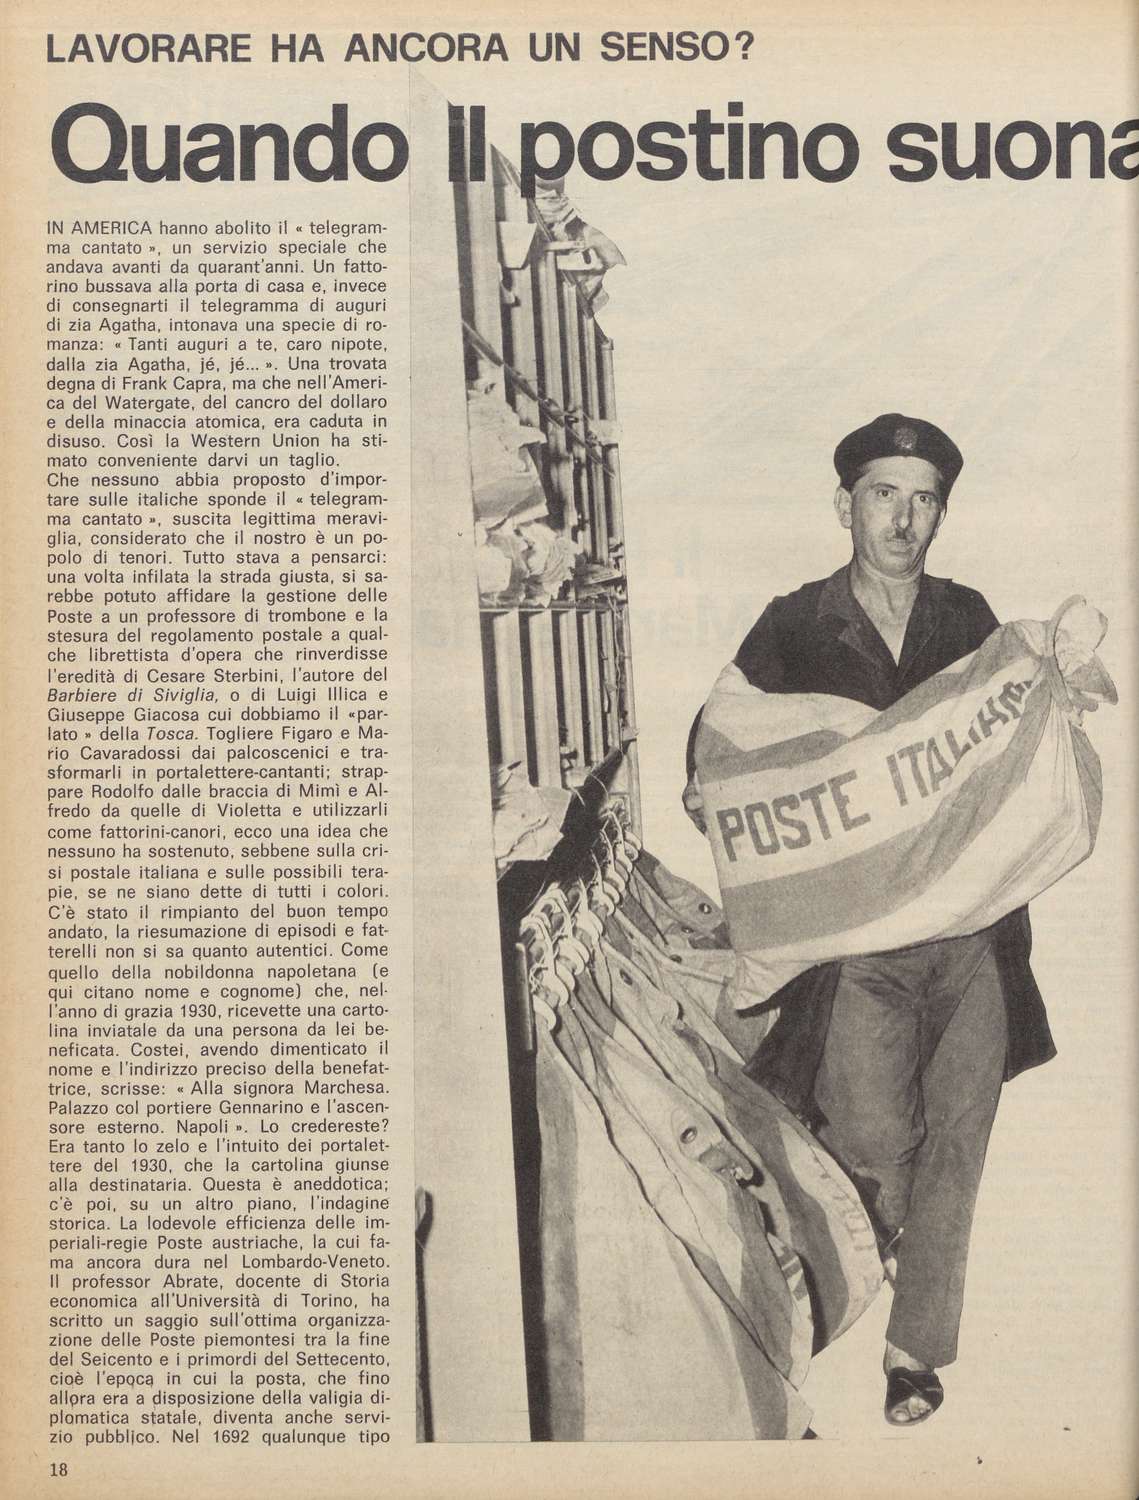 LAVORARE HA ANCORA UN SENSO?
Quando il postino suona
IN AMERICA hanno abolito il « telegram-
ma cantato », un servizio speciale che
andava avanti da quarant'anni. Un fatto-
rino bussava alla porta di casa e, invece
di consegnarti il telegramma di auguri
di zia Agatha, intonava una specie di ro-
manza: « Tanti auguri a te, caro nipote,
dalla zia Agatha, jé, jé... ». Una trovata
degna di Frank Capra, ma che nell'Ameri-
ca del Watergate, del cancro del dollaro
e della minaccia atomica, era caduta in
disuso. Così la Western Union ha sti-
mato conveniente darvi un taglio.
Che nessuno abbia proposto d'impor-
tare sulle italiche sponde il « telegram-
ma cantato », suscita legittima meravi-
glia, considerato che il nostro è un po-
polo di tenori. Tutto stava a pensarci:
una volta infilata la strada giusta, si sa-
rebbe potuto affidare la gestione delle
Poste a un professore di trombone e la
stesura del regolamento postale a qual-
che librettista d'opera che rinverdisse
l'eredità di Cesare Sterbini, l'autore del
Barbiere di Siviglia, o di Luigi Illica e
Giuseppe Giacosa cui dobbiamo il «par-
lato » della Tosca. Togliere Figaro e Ma-
rio Cavaradossi dai palcoscenici e tra-
sformarli in portalettere-cantanti; strap-
pare Rodolfo dalle braccia di Mimì e Al-
fredo da quelle di Violetta e utilizzarli
come fattorini-canori, ecco una idea che
nessuno ha sostenuto, sebbene sulla cri-
si postale italiana e sulle possibili tera-
pie, se ne siano dette di tutti i colori.
C'è stato il rimpianto del buon tempo
andato, la riesumazione di episodi e fat-
terelli non si sa quanto autentici. Come
quello della nobildonna napoletana (e
qui citano nome e cognome) che, nel-
l'anno di grazia 1930, ricevette una carto-
lina inviatale da una persona da lei be-
neficata. Costei, avendo dimenticato il
nome e l'indirizzo preciso della benefat-
trice, scrisse: « Alla signora Marchesa.
Palazzo col portiere Gennarino e l'ascen-
sore esterno. Napoli ». Lo credereste?
Era tanto lo zelo e l'intuito dei portalet-
tere del 1930, che la cartolina giunse
alla destinataria. Questa è aneddotica;
c'è poi, su un altro piano, l'indagine
storica. La lodevole efficienza delle im-
periali-regie Poste austriache, la cui fa-
ma ancora dura nel Lombardo-Veneto.
Il professor Abrate, docente di Storia
economica all'Università di Torino, ha
scritto un saggio sull'ottima organizza-
zione delle Poste piemontesi tra la fine
del Seicento e i primordi del Settecento,
cioè l'epoca in cui la posta, che fino
allora era a disposizione della valigia di-
plomatica statale, diventa anche servi-
zio pubblico. Nel 1692 qualunque tipo
18
POSTE ITALIANE